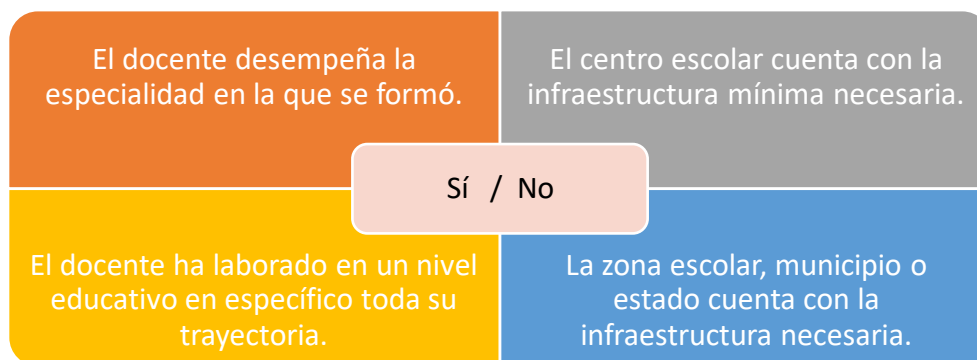 El docente desempeña la
especialidad en la que se formó.
El centro escolar cuenta con la
infraestructura mínima necesaria.
Sí / No
El docente ha laborado en un nivel
educativo en específico toda su
trayectoria.
La zona escolar, municipio o
estado cuenta con la
infraestructura necesaria.